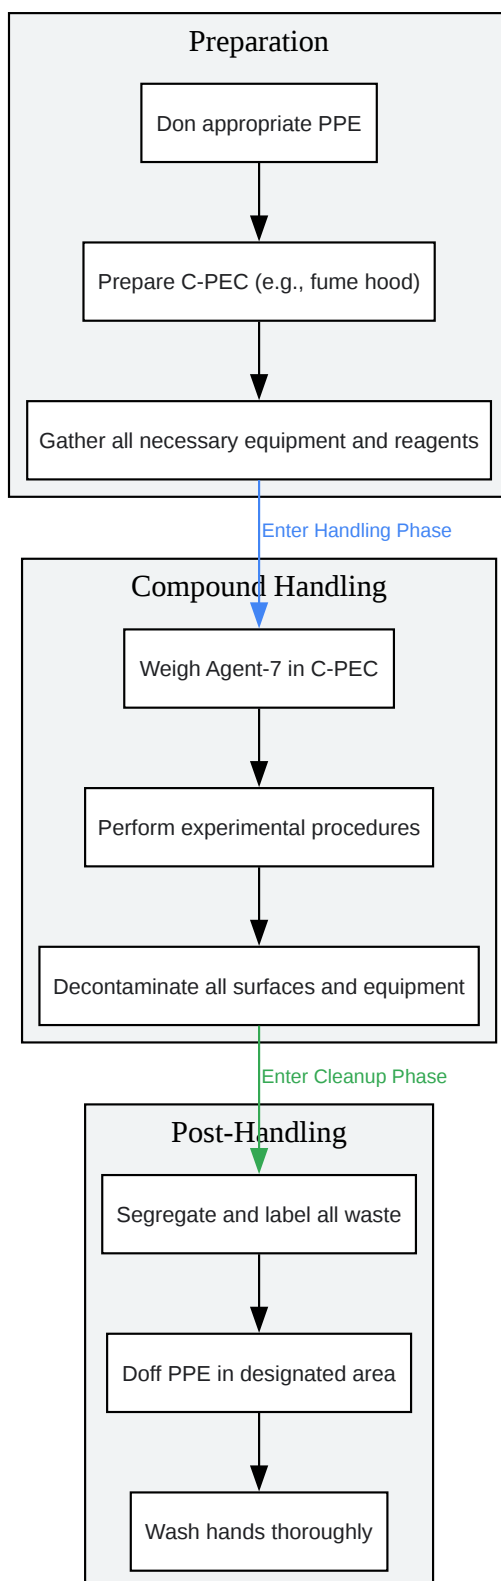 Preparation
Don appropriate PPE
Prepare C-PEC (e.g., fume hood)
Gather all necessary equipment and reagents
Enter Handling Phase
Compound Handling
Weigh Agent-7 in C-PEC
Perform experimental procedures
Decontaminate all surfaces and equipment
Enter Cleanup Phase
Post-Handling
Segregate and label all waste
Doff PPE in designated area
Wash hands thoroughly